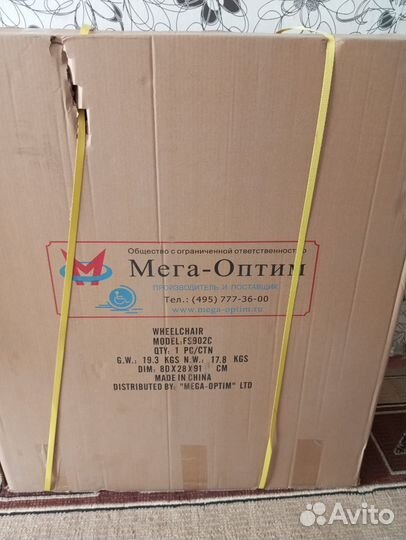 Общество с ограниченной ответственностью
Мега-Оптим
ПРОИЗВОДИТЕЛЬ И ПОСТАВЩИК
Тел.: (495) 777-36-00
www.mega-optim.ru
WHEELCHAIR
MODEL: FS902C
QTY: 1 PC/CTN
G.W.: 19.3 KGS N.W.: 17.8 KGS
DIM: 80X28X91 CM
MADE IN CHINA
DISTRIBUTED BY: "MEGA-OPTIM" LTD
Avito